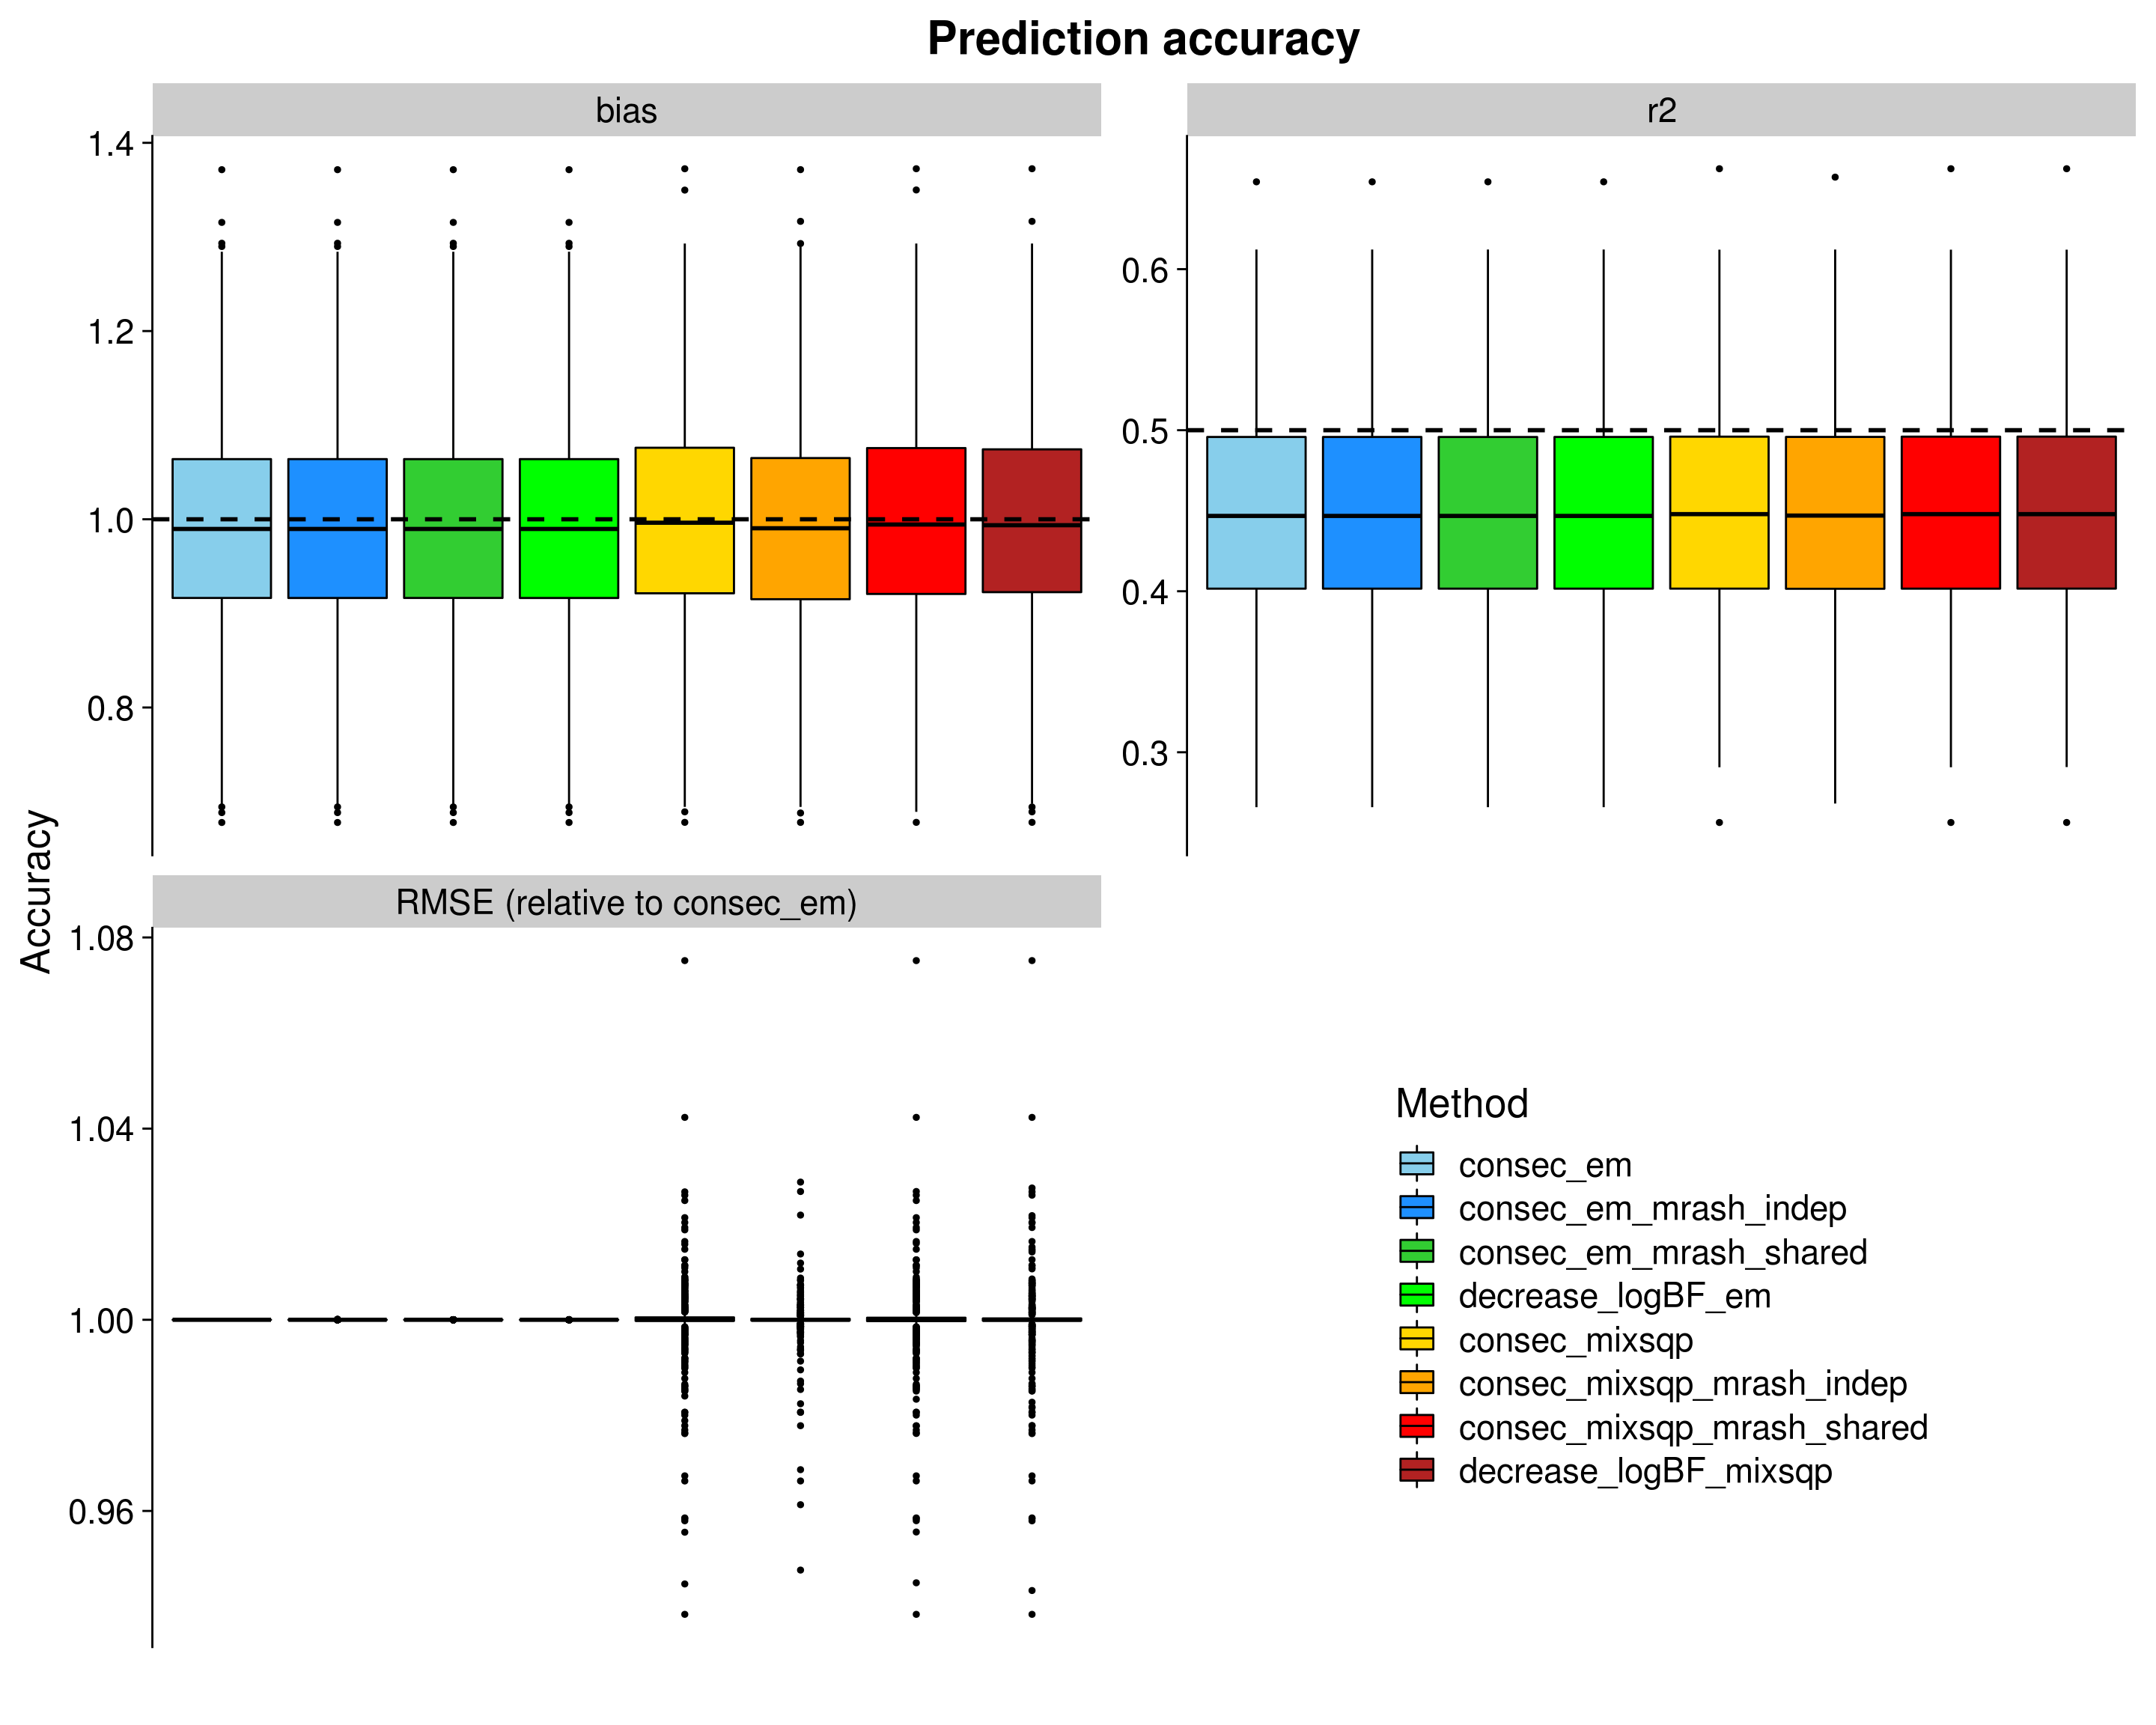 Prediction accuracy
bias
r2
1.4
1.2
1.0
0.8
0.6
0.5
0.4
0.3
Accuracy
RMSE (relative to consec_em)
1.08
1.04
1.00
0.96
Method
consec_em
consec_em_mrash_indep
consec_em_mrash_shared
decrease_logBF_em
consec_mixsqp
consec_mixsqp_mrash_indep
consec_mixsqp_mrash_shared
decrease_logBF_mixsqp